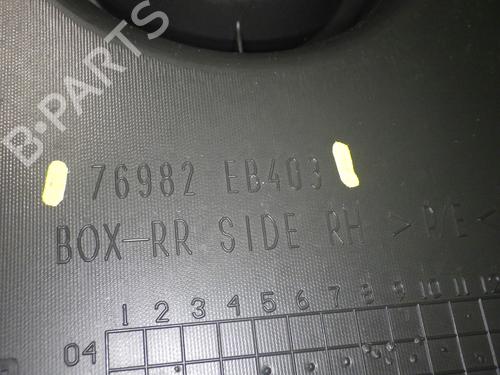 B·PARTS
76982 EB403
BOX-RR SIDE RH >P/E<
1 2 3 4 5 6 7 8 9 10 11 12
04